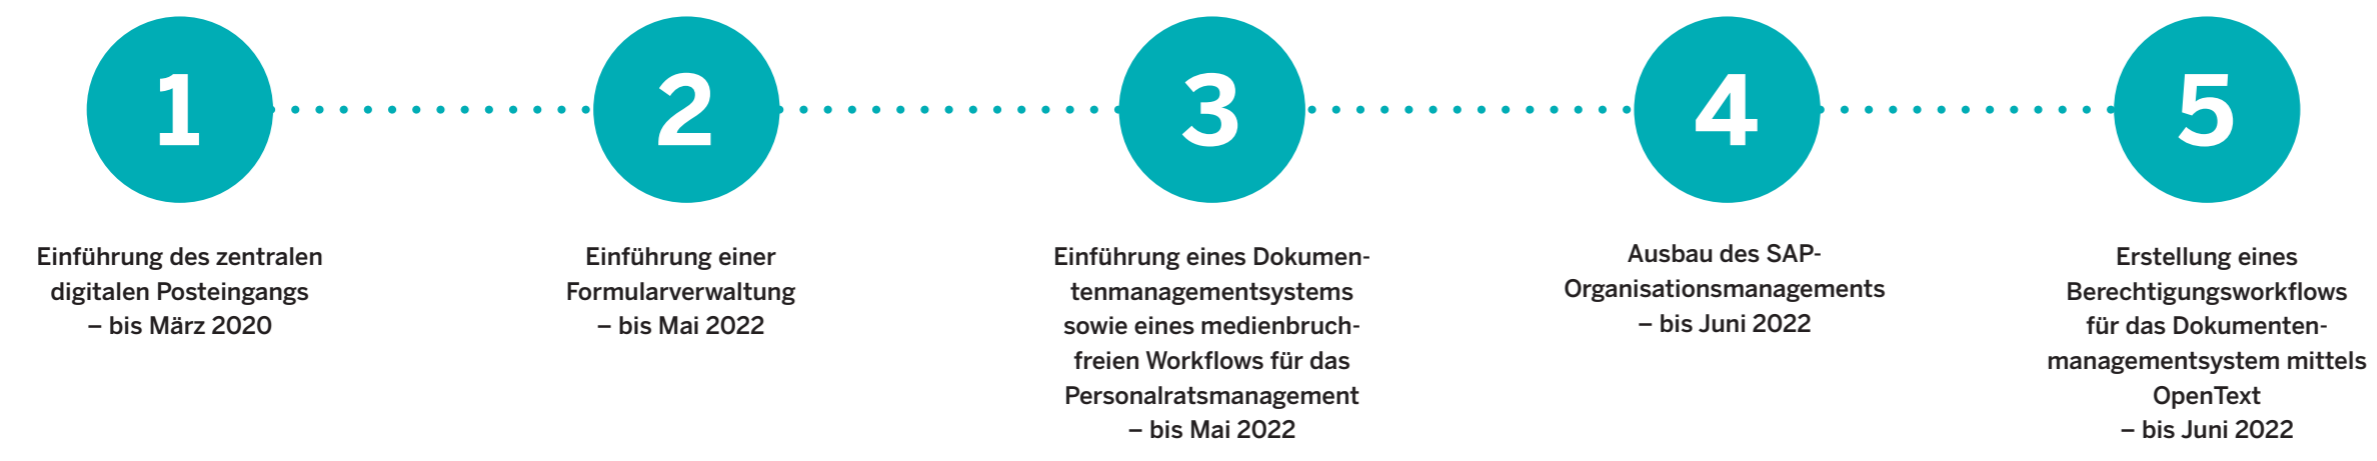 1
Einführung des zentralen
digitalen Posteingangs
– bis März 2020
2
Einführung einer
Formularverwaltung
– bis Mai 2022
3
Einführung eines Dokumen-
tenmanagementsystems
sowie eines medienbruch-
freien Workflows für das
Personalratsmanagement
– bis Mai 2022
4
Ausbau des SAP-
Organisationsmanagements
– bis Juni 2022
5
Erstellung eines
Berechtigungsworkflows
für das Dokumenten-
managementsystem mittels
OpenText
– bis Juni 2022